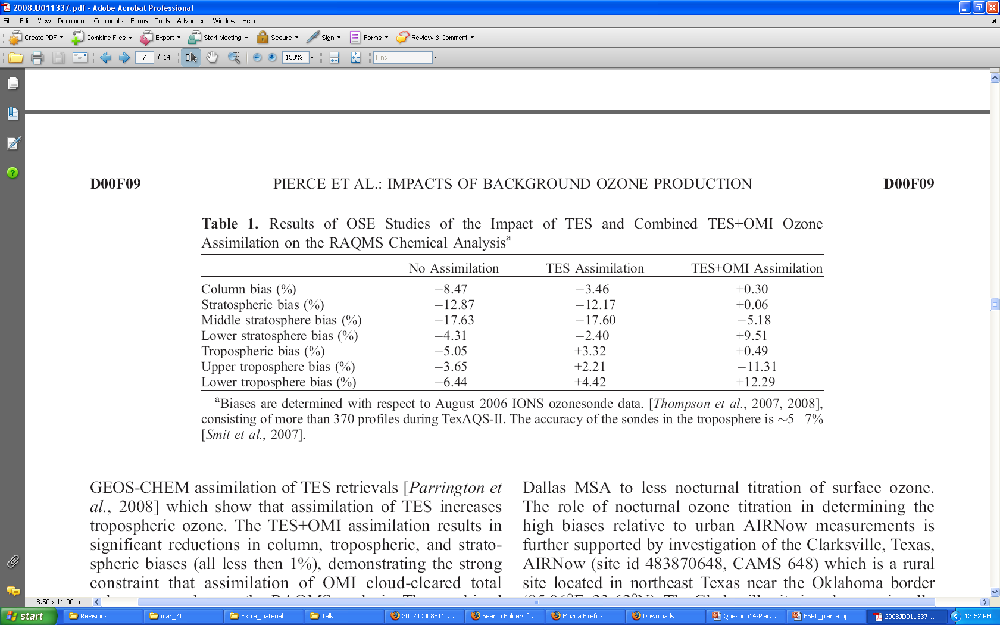 2008JD011337.pdf - Adobe Acrobat Professional
File Edit View Document Comments Forms Tools Advanced Window Help
Create PDF Combine Files Export Start Meeting Secure Sign Forms Review & Comment
7 / 14 150% Find
D00F09 PIERCE ET AL.: IMPACTS OF BACKGROUND OZONE PRODUCTION D00F09
Table 1. Results of OSE Studies of the Impact of TES and Combined TES+OMI Ozone
Assimilation on the RAQMS Chemical Analysisᵃ
No Assimilation TES Assimilation TES+OMI Assimilation
Column bias (%) −8.47 −3.46 +0.30
Stratospheric bias (%) −12.87 −12.17 +0.06
Middle stratosphere bias (%) −17.63 −17.60 −5.18
Lower stratosphere bias (%) −4.31 −2.40 +9.51
Tropospheric bias (%) −5.05 +3.32 +0.49
Upper troposphere bias (%) −3.65 +2.21 −11.31
Lower troposphere bias (%) −6.44 +4.42 +12.29
ᵃBiases are determined with respect to August 2006 IONS ozonesonde data. [Thompson et al., 2007, 2008],
consisting of more than 370 profiles during TexAQS-II. The accuracy of the sondes in the troposphere is ~5–7%
[Smit et al., 2007].
GEOS-CHEM assimilation of TES retrievals [Parrington et
al., 2008] which show that assimilation of TES increases
tropospheric ozone. The TES+OMI assimilation results in
significant reductions in column, tropospheric, and strato-
spheric biases (all less then 1%), demonstrating the strong
constraint that assimilation of OMI cloud-cleared total
Dallas MSA to less nocturnal titration of surface ozone.
The role of nocturnal ozone titration in determining the
high biases relative to urban AIRNow measurements is
further supported by investigation of the Clarksville, Texas,
AIRNow (site id 483870648, CAMS 648) which is a rural
site located in northeast Texas near the Oklahoma border
8.50 x 11.00 in
start Revisions mar_21 Extra_material Talk 2007JD008811.... Search Folders f... Mozilla Firefox Downloads Question14-Pier... ESRL_pierce.ppt 2008JD011337.... 12:52 PM